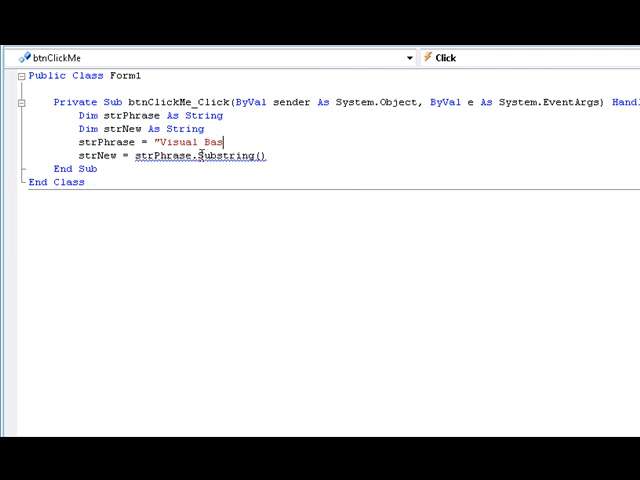 btnClickMe
Click
Public Class Form1
Private Sub btnClickMe_Click(ByVal sender As System.Object, ByVal e As System.EventArgs) Handl
Dim strPhrase As String
Dim strNew As String
strPhrase = "Visual Bas
strNew = strPhrase.Substring()
End Sub
End Class